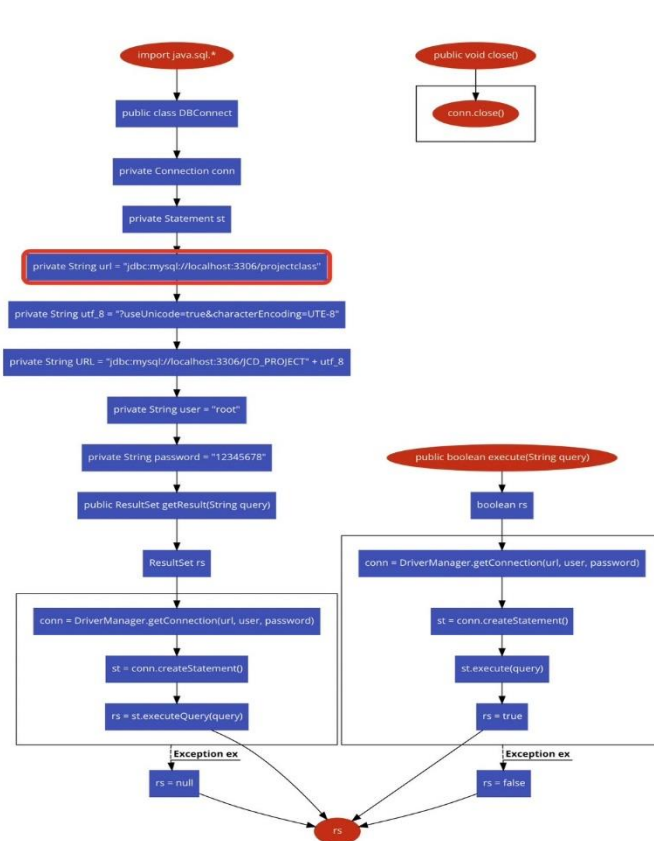 import java.sql.*
public class DBConnect
private Connection conn
private Statement st
private String url = "jdbc:mysql://localhost:3306/projectclass"
private String utf_8 = "?useUnicode=true&characterEncoding=UTE-8"
private String URL = "jdbc:mysql://localhost:3306/JCD_PROJECT" + utf_8
private String user = "root"
private String password = "12345678"
public ResultSet getResult(String query)
ResultSet rs
conn = DriverManager.getConnection(url, user, password)
st = conn.createStatement()
rs = st.executeQuery(query)
Exception ex
rs = null
public void close()
conn.close()
public boolean execute(String query)
boolean rs
conn = DriverManager.getConnection(url, user, password)
st = conn.createStatement()
st.execute(query)
rs = true
Exception ex
rs = false
rs